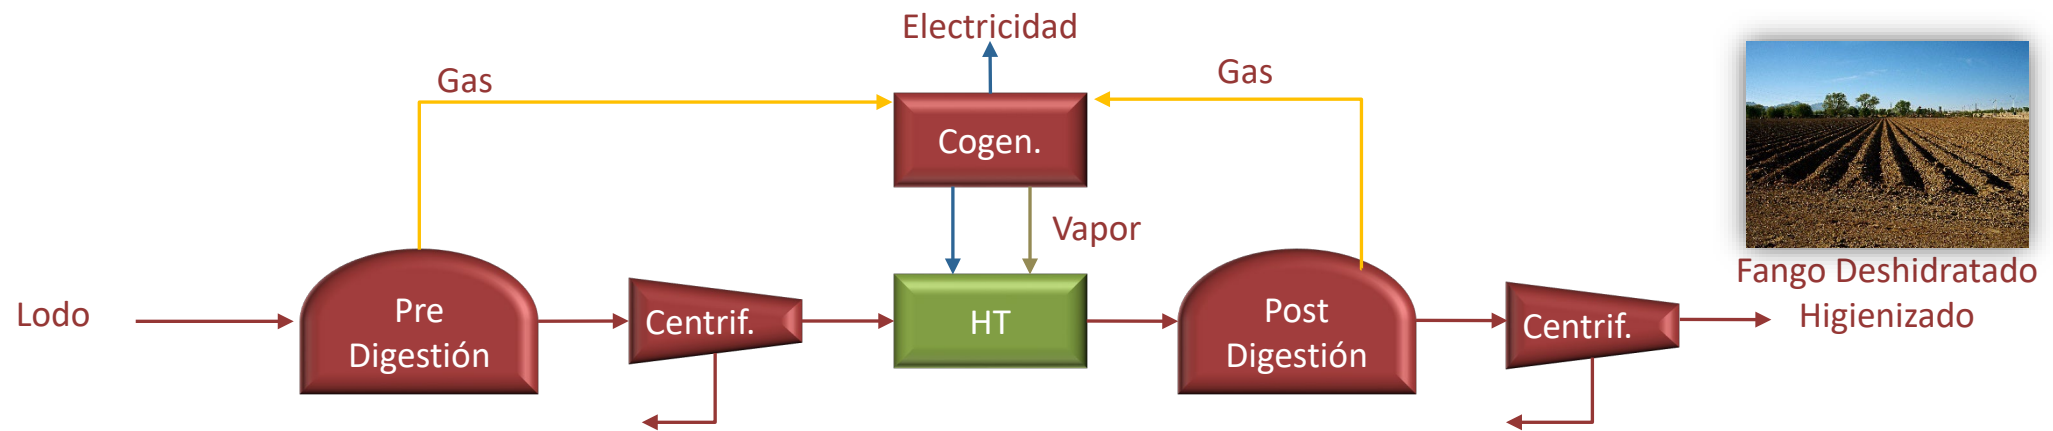 Electricidad
Gas
Gas
Cogen.
Vapor
Lodo
Pre
Digestión
Centrif.
HT
Post
Digestión
Centrif.
Fango Deshidratado
Higienizado